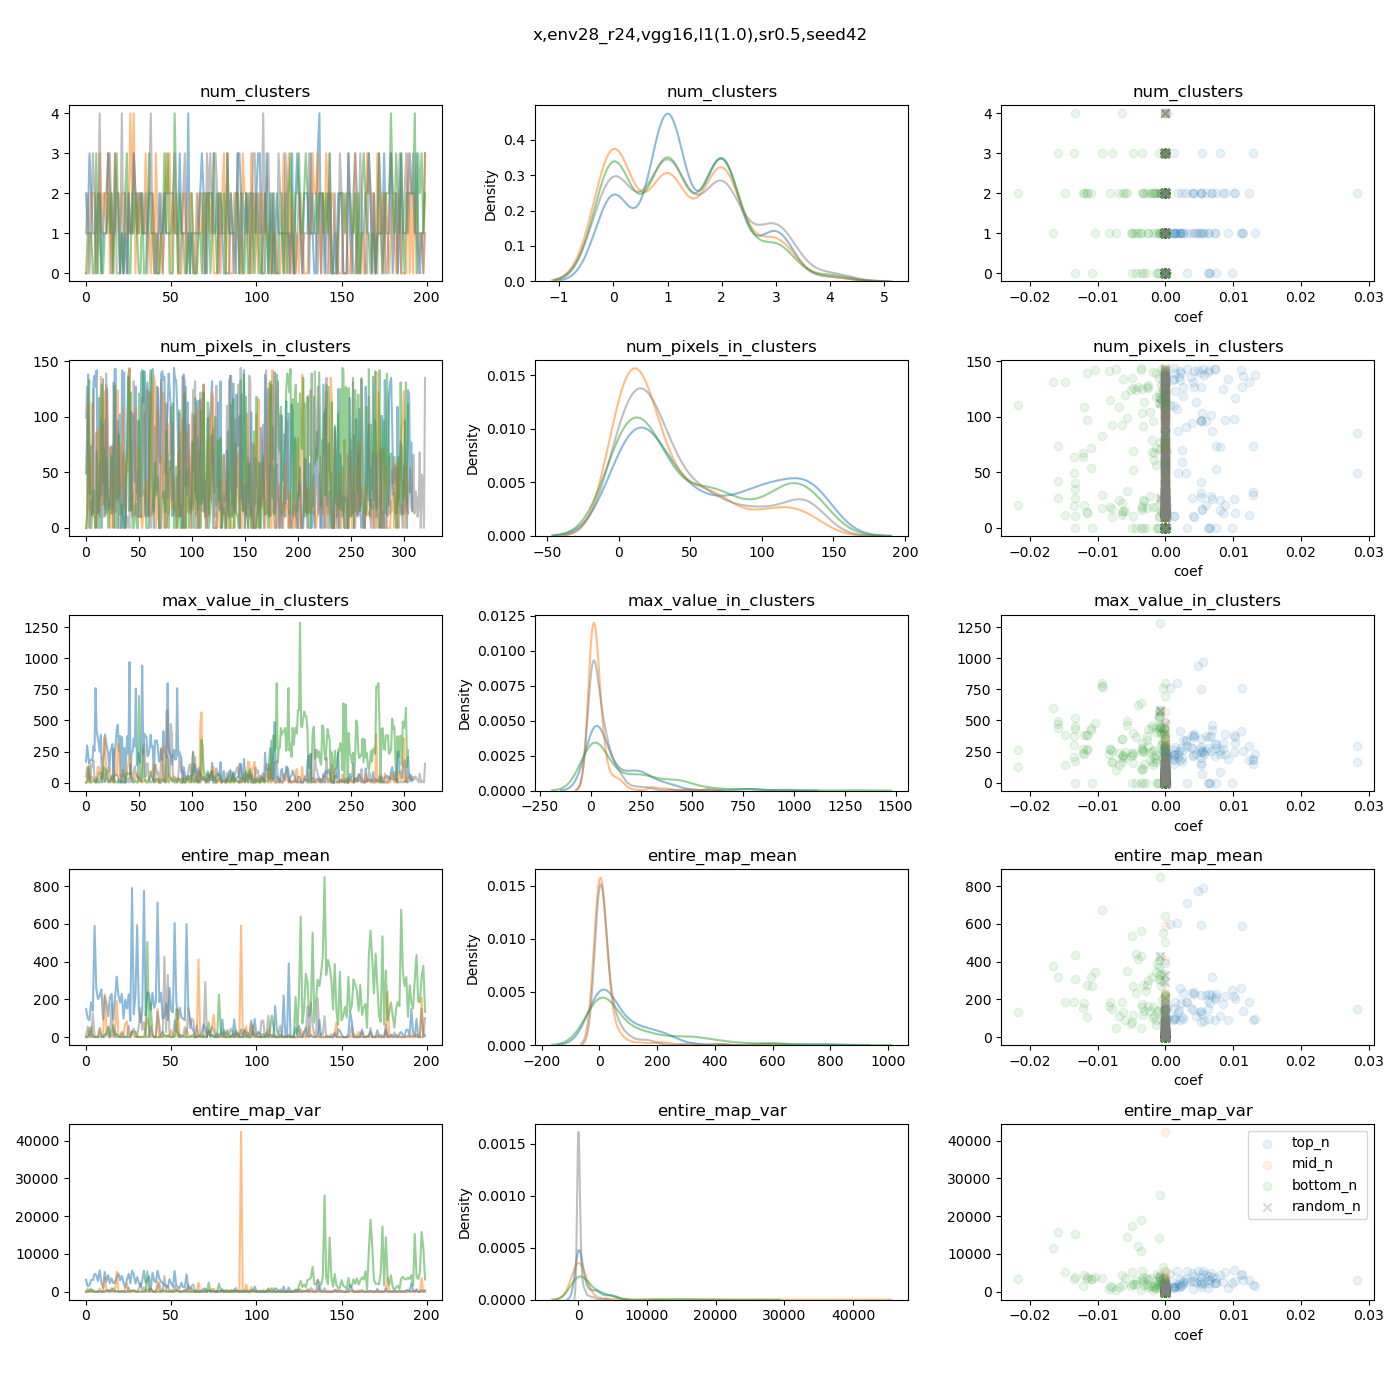 x,env28_r24,vgg16,l1(1.0),sr0.5,seed42
num_clusters
0
1
2
3
4
0 50 100 150 200
num_clusters
Density
0.0
0.1
0.2
0.3
0.4
−1 0 1 2 3 4 5
num_clusters
0
1
2
3
4
−0.02 −0.01 0.00 0.01 0.02 0.03
coef
num_pixels_in_clusters
0
50
100
150
0 50 100 150 200 250 300
num_pixels_in_clusters
Density
0.000
0.005
0.010
0.015
−50 0 50 100 150 200
num_pixels_in_clusters
0
50
100
150
−0.02 −0.01 0.00 0.01 0.02 0.03
coef
max_value_in_clusters
0
250
500
750
1000
1250
0 50 100 150 200 250 300
max_value_in_clusters
Density
0.0000
0.0025
0.0050
0.0075
0.0100
0.0125
−250 0 250 500 750 1000 1250 1500
max_value_in_clusters
0
250
500
750
1000
1250
−0.02 −0.01 0.00 0.01 0.02 0.03
coef
entire_map_mean
0
200
400
600
800
0 50 100 150 200
entire_map_mean
Density
0.000
0.005
0.010
0.015
−200 0 200 400 600 800 1000
entire_map_mean
0
200
400
600
800
−0.02 −0.01 0.00 0.01 0.02 0.03
coef
entire_map_var
0
10000
20000
30000
40000
0 50 100 150 200
entire_map_var
Density
0.0000
0.0005
0.0010
0.0015
0 10000 20000 30000 40000
entire_map_var
0
10000
20000
30000
40000
−0.02 −0.01 0.00 0.01 0.02 0.03
coef
top_n
mid_n
bottom_n
random_n